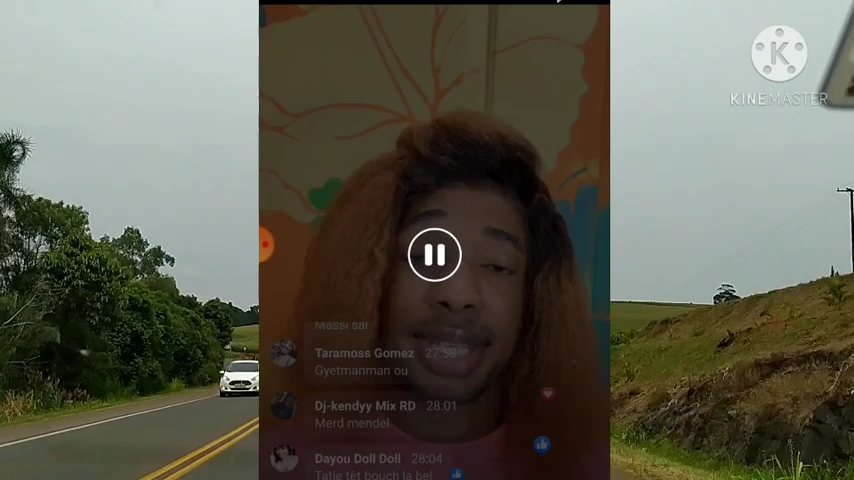 KINEMASTER
Massi sal
Taramoss Gomez 27:58
Gyetmanman ou
Dj-kendyy Mix RD 28:01
Merd mendel
Dayou Doll Doll 28:04
Tatie tèt bouch la bel